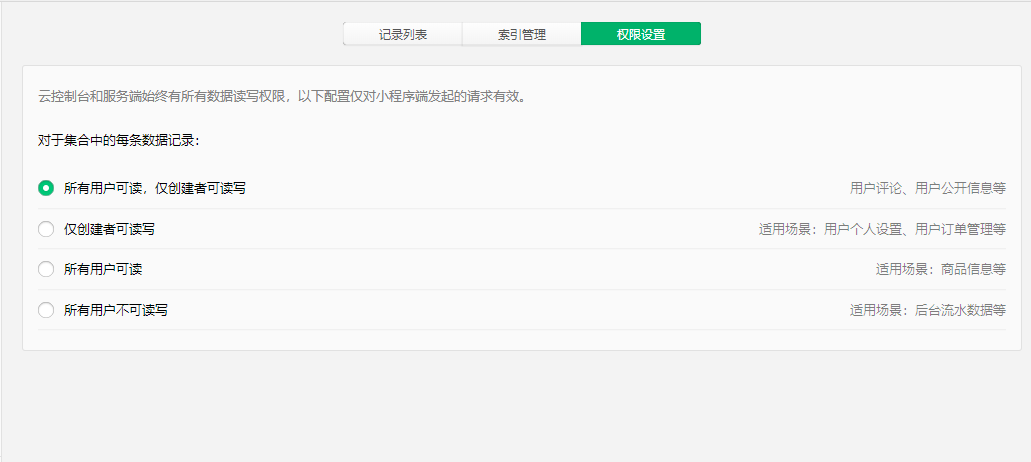 记录列表 索引管理 权限设置
云控制台和服务端始终有所有数据读写权限，以下配置仅对小程序端发起的请求有效。
对于集合中的每条数据记录：
所有用户可读，仅创建者可读写 用户评论、用户公开信息等
仅创建者可读写 适用场景：用户个人设置、用户订单管理等
所有用户可读 适用场景：商品信息等
所有用户不可读写 适用场景：后台流水数据等